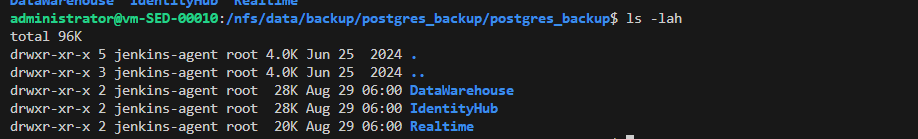 DataWarehouse IdentityHub Realtime
administrator@vm-SED-00010:/nfs/data/backup/postgres_backup/postgres_backup$ ls -lah
total 96K
drwxr-xr-x 5 jenkins-agent root 4.0K Jun 25  2024 .
drwxr-xr-x 3 jenkins-agent root 4.0K Jun 25  2024 ..
drwxr-xr-x 2 jenkins-agent root  28K Aug 29 06:00 DataWarehouse
drwxr-xr-x 2 jenkins-agent root  28K Aug 29 06:00 IdentityHub
drwxr-xr-x 2 jenkins-agent root  20K Aug 29 06:00 Realtime